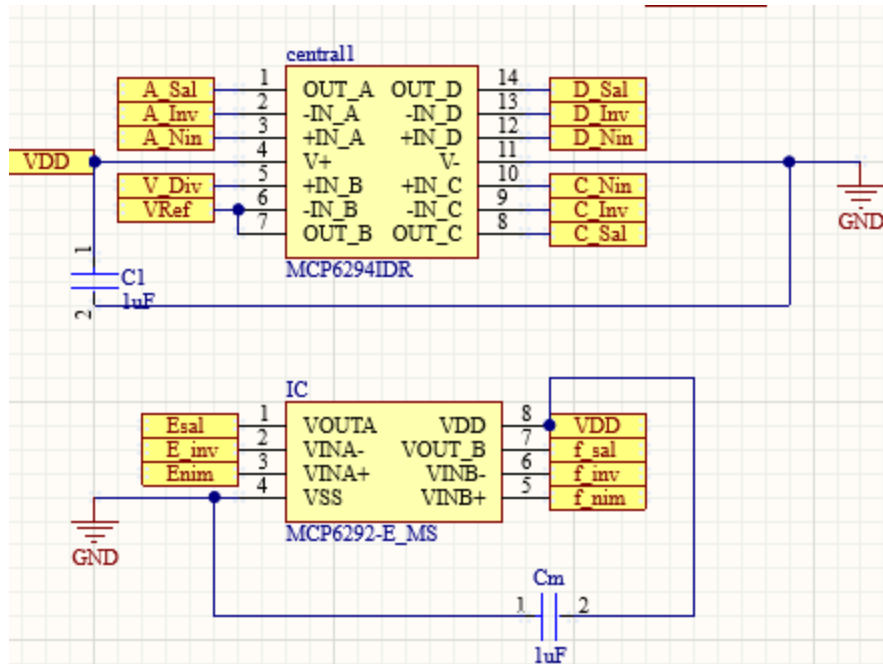 central1
A_Sal 1 OUT_A OUT_D 14 D_Sal
A_Inv 2 -IN_A -IN_D 13 D_Inv
A_Nin 3 +IN_A +IN_D 12 D_Nin
VDD 4 V+ V- 11
V_Div 5 +IN_B +IN_C 10 C_Nin
VRef 6 -IN_B -IN_C 9 C_Inv
7 OUT_B OUT_C 8 C_Sal
GND
MCP6294IDR
1
C1
1uF
2
IC
Esal 1 VOUTA VDD 8 VDD
E_inv 2 VINA- VOUT_B 7 f_sal
Enim 3 VINA+ VINB- 6 f_inv
4 VSS VINB+ 5 f_nim
MCP6292-E_MS
GND
Cm
1 2
1uF